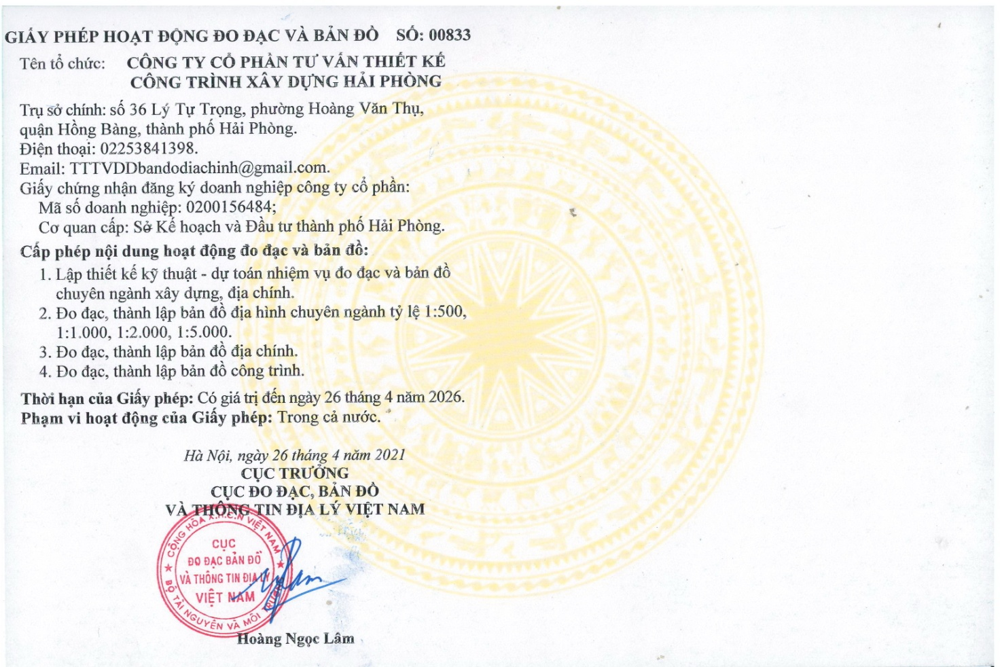 GIẤY PHÉP HOẠT ĐỘNG ĐO ĐẠC VÀ BẢN ĐỒ SỐ: 00833
Tên tổ chức: CÔNG TY CỔ PHẦN TƯ VẤN THIẾT KẾ
CÔNG TRÌNH XÂY DỰNG HẢI PHÒNG
Trụ sở chính: số 36 Lý Tự Trọng, phường Hoàng Văn Thụ,
quận Hồng Bàng, thành phố Hải Phòng.
Điện thoại: 02253841398.
Email: TTTVDDbandodiachinh@gmail.com.
Giấy chứng nhận đăng ký doanh nghiệp công ty cổ phần:
Mã số doanh nghiệp: 0200156484;
Cơ quan cấp: Sở Kế hoạch và Đầu tư thành phố Hải Phòng.
Cấp phép nội dung hoạt động đo đạc và bản đồ:
1. Lập thiết kế kỹ thuật - dự toán nhiệm vụ đo đạc và bản đồ
chuyên ngành xây dựng, địa chính.
2. Đo đạc, thành lập bản đồ địa hình chuyên ngành tỷ lệ 1:500,
1:1.000, 1:2.000, 1:5.000.
3. Đo đạc, thành lập bản đồ địa chính.
4. Đo đạc, thành lập bản đồ công trình.
Thời hạn của Giấy phép: Có giá trị đến ngày 26 tháng 4 năm 2026.
Phạm vi hoạt động của Giấy phép: Trong cả nước.
Hà Nội, ngày 26 tháng 4 năm 2021
CỤC TRƯỞNG
CỤC ĐO ĐẠC, BẢN ĐỒ
VÀ THÔNG TIN ĐỊA LÝ VIỆT NAM
CỘNG HÒA X.H.C.N VIỆT NAM
CỤC
ĐO ĐẠC BẢN ĐỒ
VÀ THÔNG TIN ĐỊA LÝ
VIỆT NAM
BỘ TÀI NGUYÊN VÀ MÔI TRƯỜNG
Hoàng Ngọc Lâm